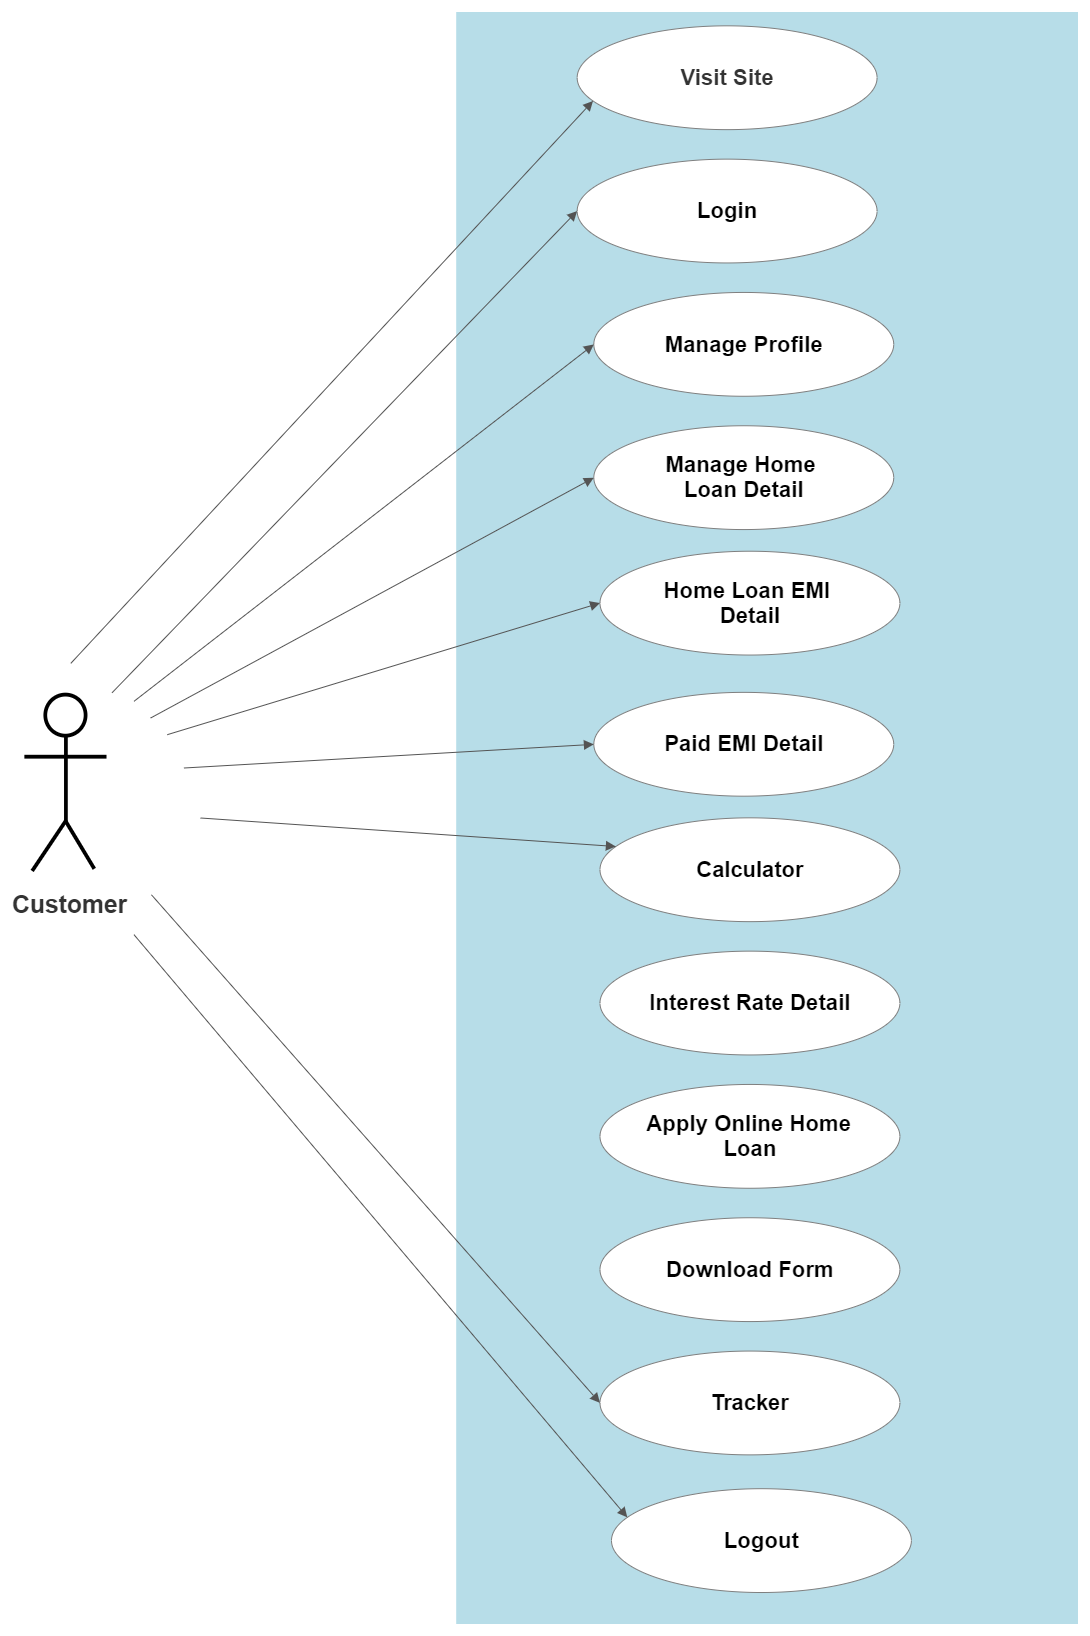 Visit Site
Login
Manage Profile
Manage Home
Loan Detail
Home Loan EMI
Detail
Paid EMI Detail
Calculator
Customer
Interest Rate Detail
Apply Online Home
Loan
Download Form
Tracker
Logout